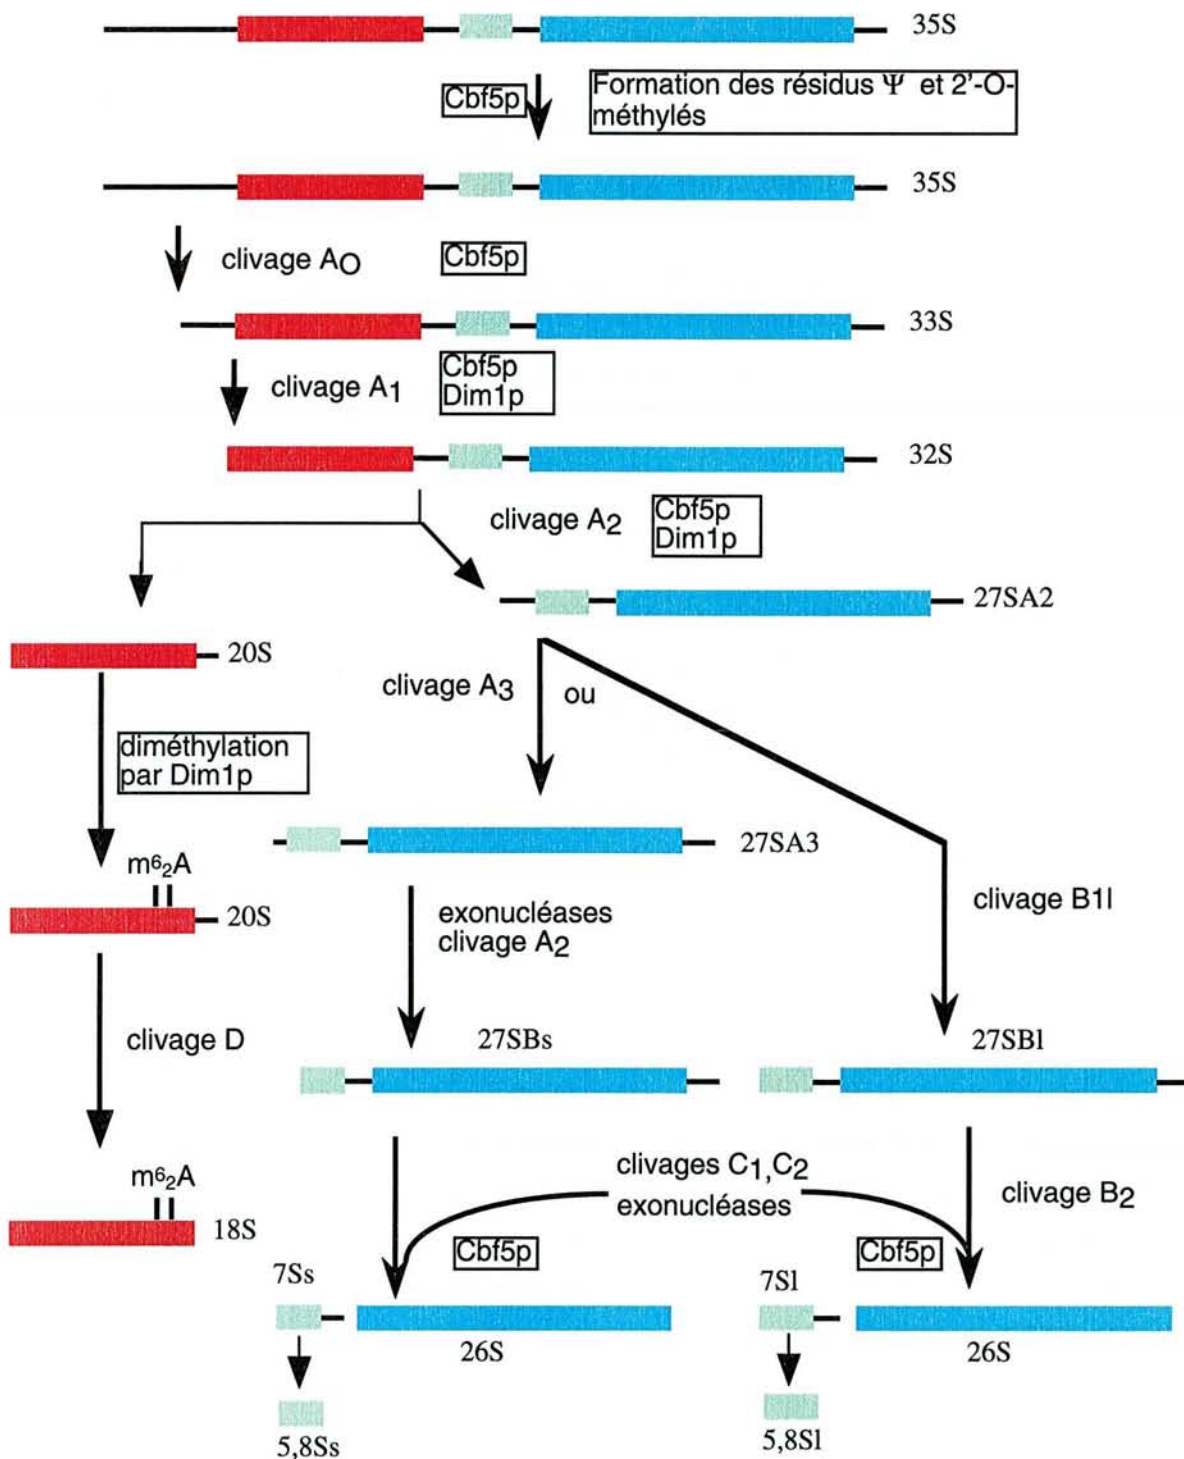 35S
Cbf5p
Formation des résidus Ψ et 2'-O-
méthylés
35S
clivage AO
Cbf5p
33S
clivage A1
Cbf5p
Dim1p
32S
clivage A2
Cbf5p
Dim1p
27SA2
20S
clivage A3
ou
diméthylation
par Dim1p
27SA3
m⁶₂A
20S
exonucléases
clivage A2
clivage B1l
clivage D
27SBs
27SBl
m⁶₂A
18S
clivages C1,C2
exonucléases
clivage B2
Cbf5p
Cbf5p
7Ss
7Sl
26S
26S
5,8Ss
5,8Sl